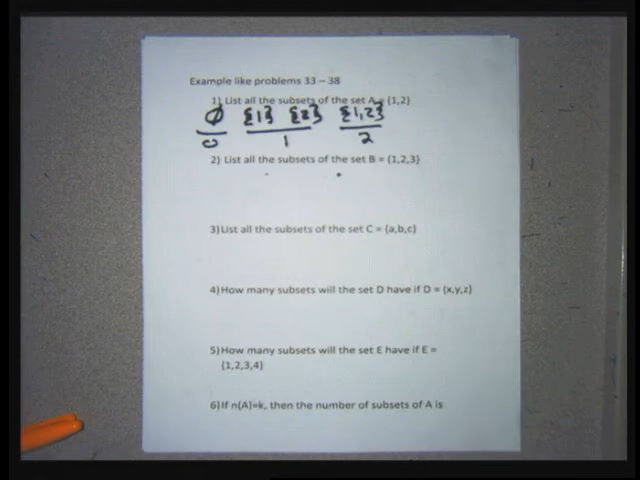 Example like problems 33 – 38
1) List all the subsets of the set A = {1,2}
∅ {1} {2} {1,2}
0 1 2
2) List all the subsets of the set B = {1,2,3}
3) List all the subsets of the set C = {a,b,c}
4) How many subsets will the set D have if D = {x,y,z}
5) How many subsets will the set E have if E =
{1,2,3,4}
6) If n(A)=k, then the number of subsets of A is